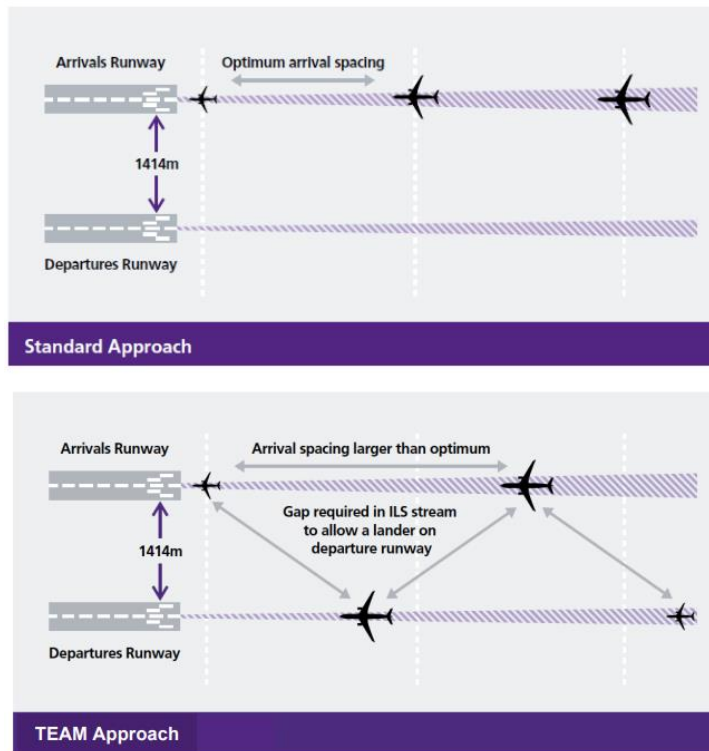 Arrivals Runway
Optimum arrival spacing
1414m
Departures Runway
Standard Approach
Arrivals Runway
Arrival spacing larger than optimum
Gap required in ILS stream
to allow a lander on
departure runway
1414m
Departures Runway
TEAM Approach